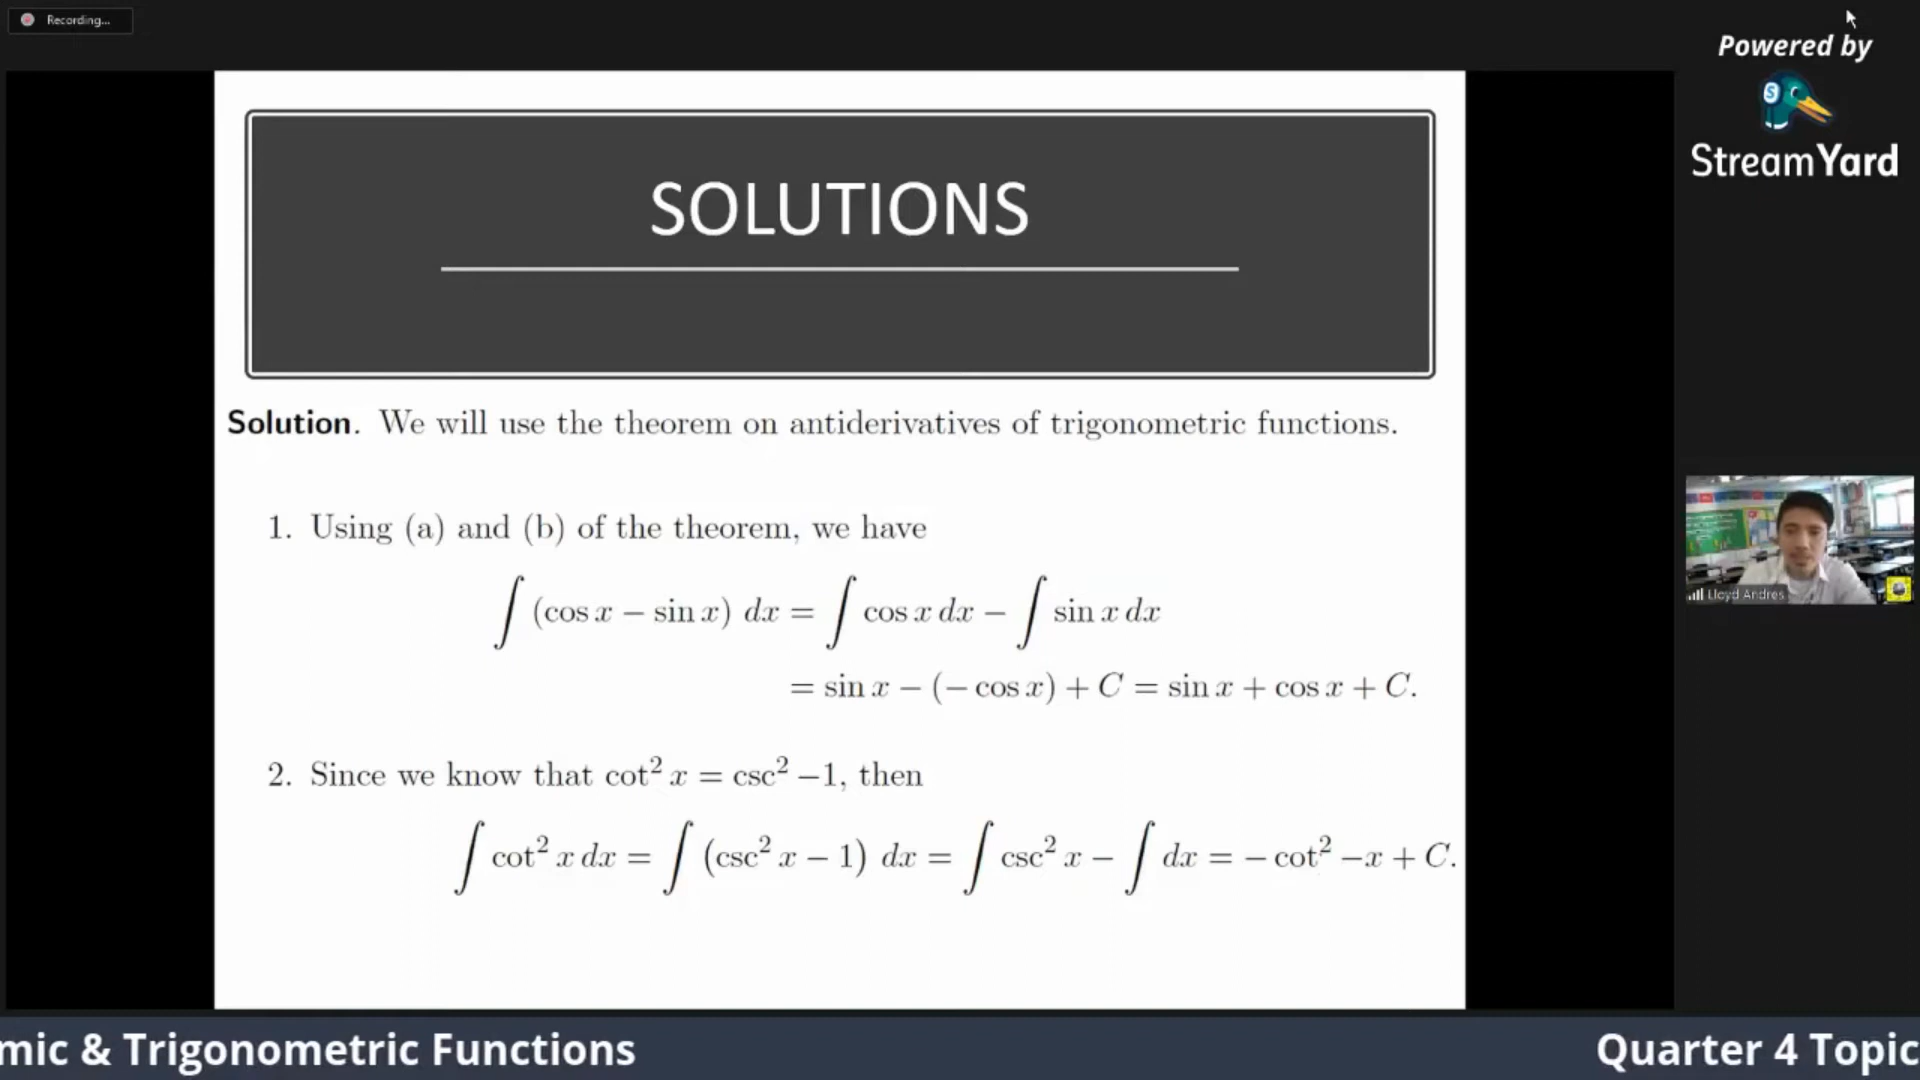 Recording...
Powered by
StreamYard
SOLUTIONS
Solution. We will use the theorem on antiderivatives of trigonometric functions.
1. Using (a) and (b) of the theorem, we have
∫ (cos x − sin x) dx = ∫ cos x dx − ∫ sin x dx
= sin x − (− cos x) + C = sin x + cos x + C.
2. Since we know that cot² x = csc² −1, then
∫ cot² x dx = ∫ (csc² x − 1) dx = ∫ csc² x − ∫ dx = − cot² −x + C.
Lloyd Andres
mic & Trigonometric Functions
Quarter 4 Topic